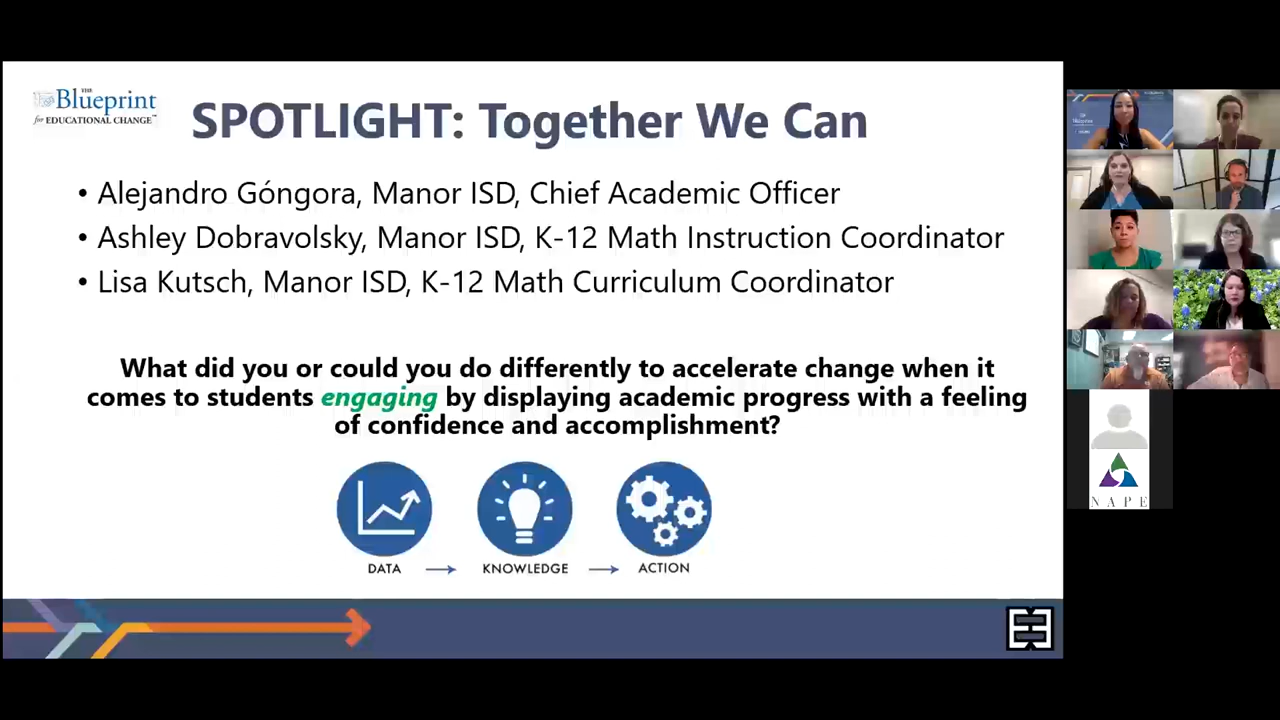 THE
Blueprint
for EDUCATIONAL CHANGE™
SPOTLIGHT: Together We Can
• Alejandro Góngora, Manor ISD, Chief Academic Officer
• Ashley Dobravolsky, Manor ISD, K-12 Math Instruction Coordinator
• Lisa Kutsch, Manor ISD, K-12 Math Curriculum Coordinator
What did you or could you do differently to accelerate change when it
comes to students engaging by displaying academic progress with a feeling
of confidence and accomplishment?
DATA → KNOWLEDGE → ACTION
NAPE